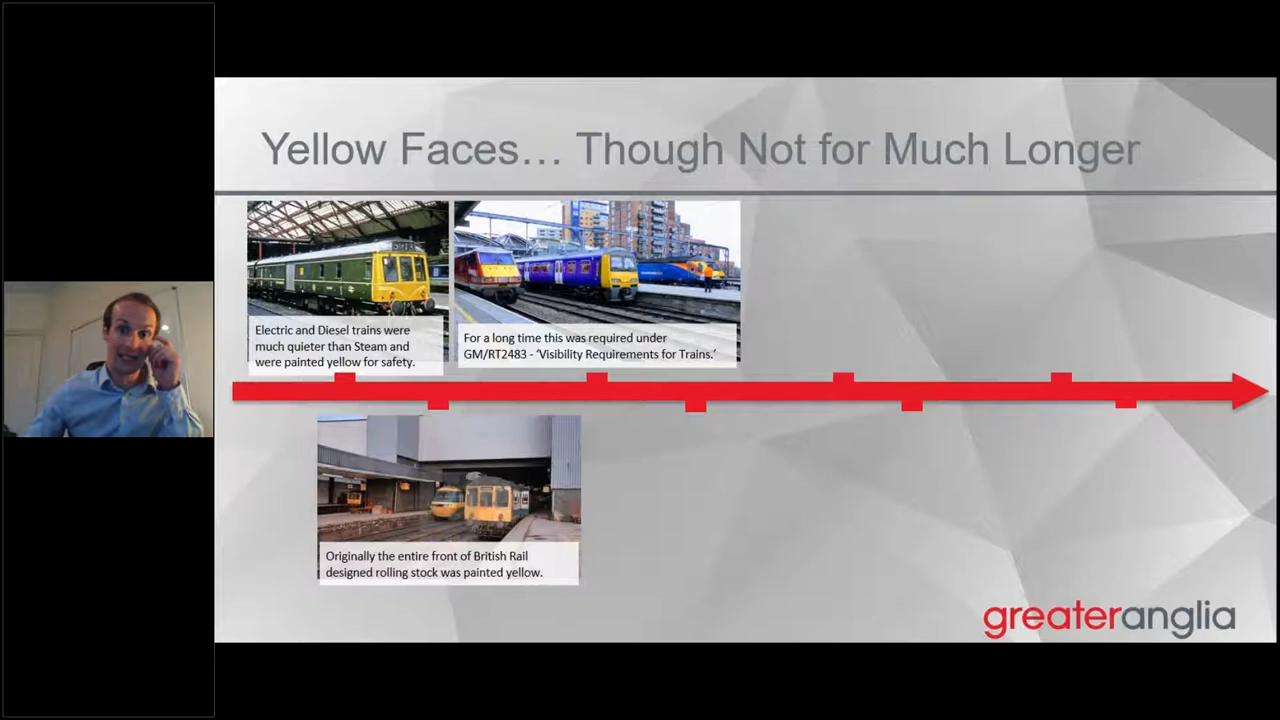 Yellow Faces... Though Not for Much Longer
Electric and Diesel trains were
much quieter than Steam and
were painted yellow for safety.
For a long time this was required under
GM/RT2483 - 'Visibility Requirements for Trains.'
Originally the entire front of British Rail
designed rolling stock was painted yellow.
greateranglia